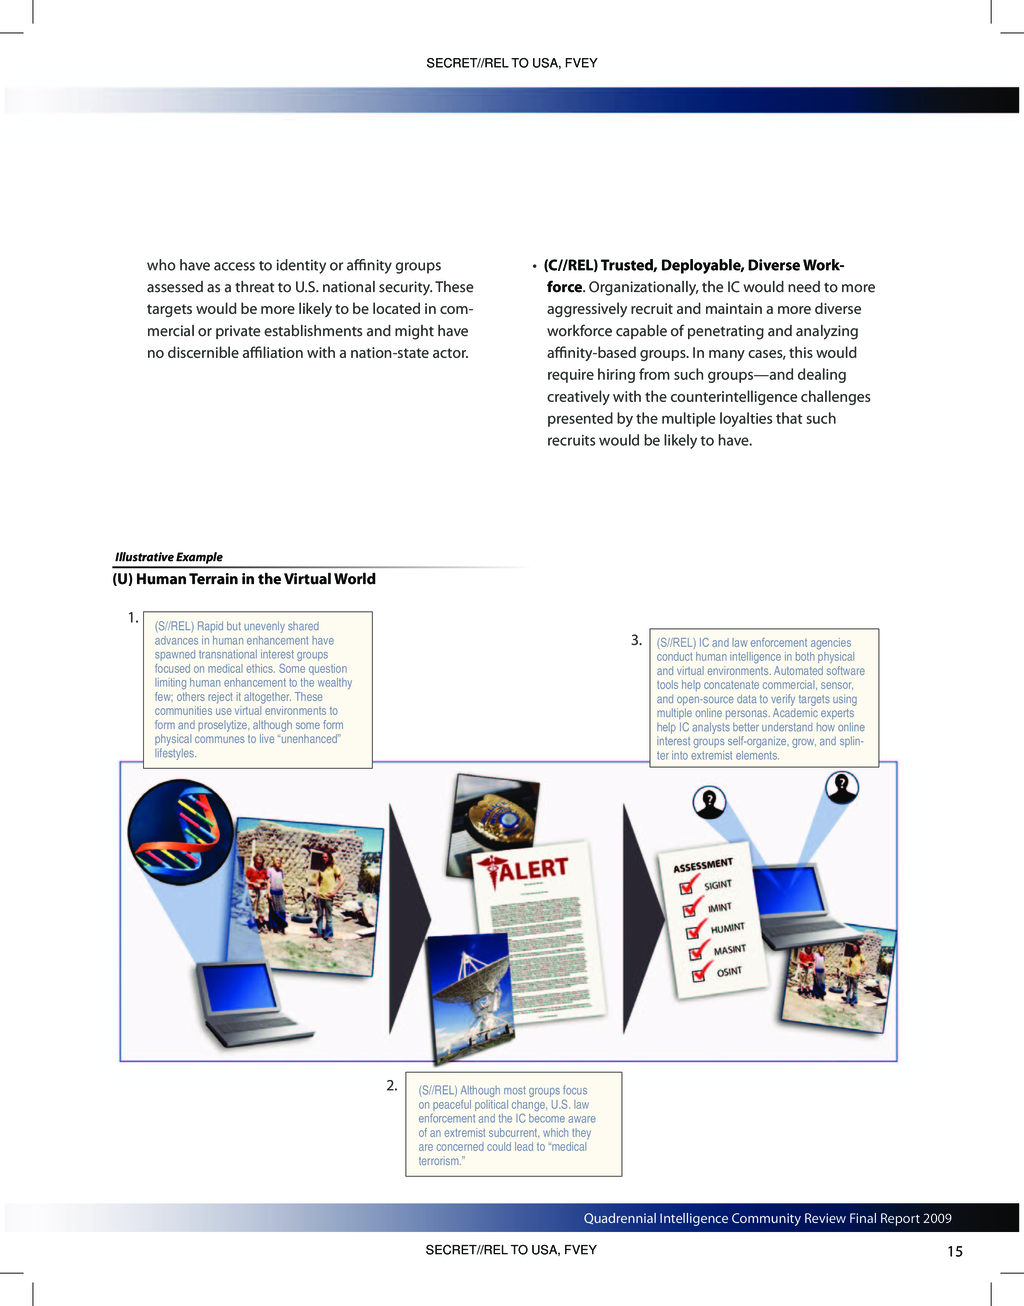 SECRET//REL TO USA, FVEY
who have access to identity or affinity groups
assessed as a threat to U.S. national security. These
targets would be more likely to be located in com-
mercial or private establishments and might have
no discernible affiliation with a nation-state actor.
• (C//REL) Trusted, Deployable, Diverse Work-
force. Organizationally, the IC would need to more
aggressively recruit and maintain a more diverse
workforce capable of penetrating and analyzing
affinity-based groups. In many cases, this would
require hiring from such groups—and dealing
creatively with the counterintelligence challenges
presented by the multiple loyalties that such
recruits would be likely to have.
Illustrative Example
(U) Human Terrain in the Virtual World
1.
(S//REL) Rapid but unevenly shared
advances in human enhancement have
spawned transnational interest groups
focused on medical ethics. Some question
limiting human enhancement to the wealthy
few; others reject it altogether. These
communities use virtual environments to
form and proselytize, although some form
physical communes to live “unenhanced”
lifestyles.
3.
(S//REL) IC and law enforcement agencies
conduct human intelligence in both physical
and virtual environments. Automated software
tools help concatenate commercial, sensor,
and open-source data to verify targets using
multiple online personas. Academic experts
help IC analysts better understand how online
interest groups self-organize, grow, and splin-
ter into extremist elements.
ALERT
?
?
ASSESSMENT
SIGINT
IMINT
HUMINT
MASINT
OSINT
2.
(S//REL) Although most groups focus
on peaceful political change, U.S. law
enforcement and the IC become aware
of an extremist subcurrent, which they
are concerned could lead to “medical
terrorism.”
Quadrennial Intelligence Community Review Final Report 2009
SECRET//REL TO USA, FVEY
15